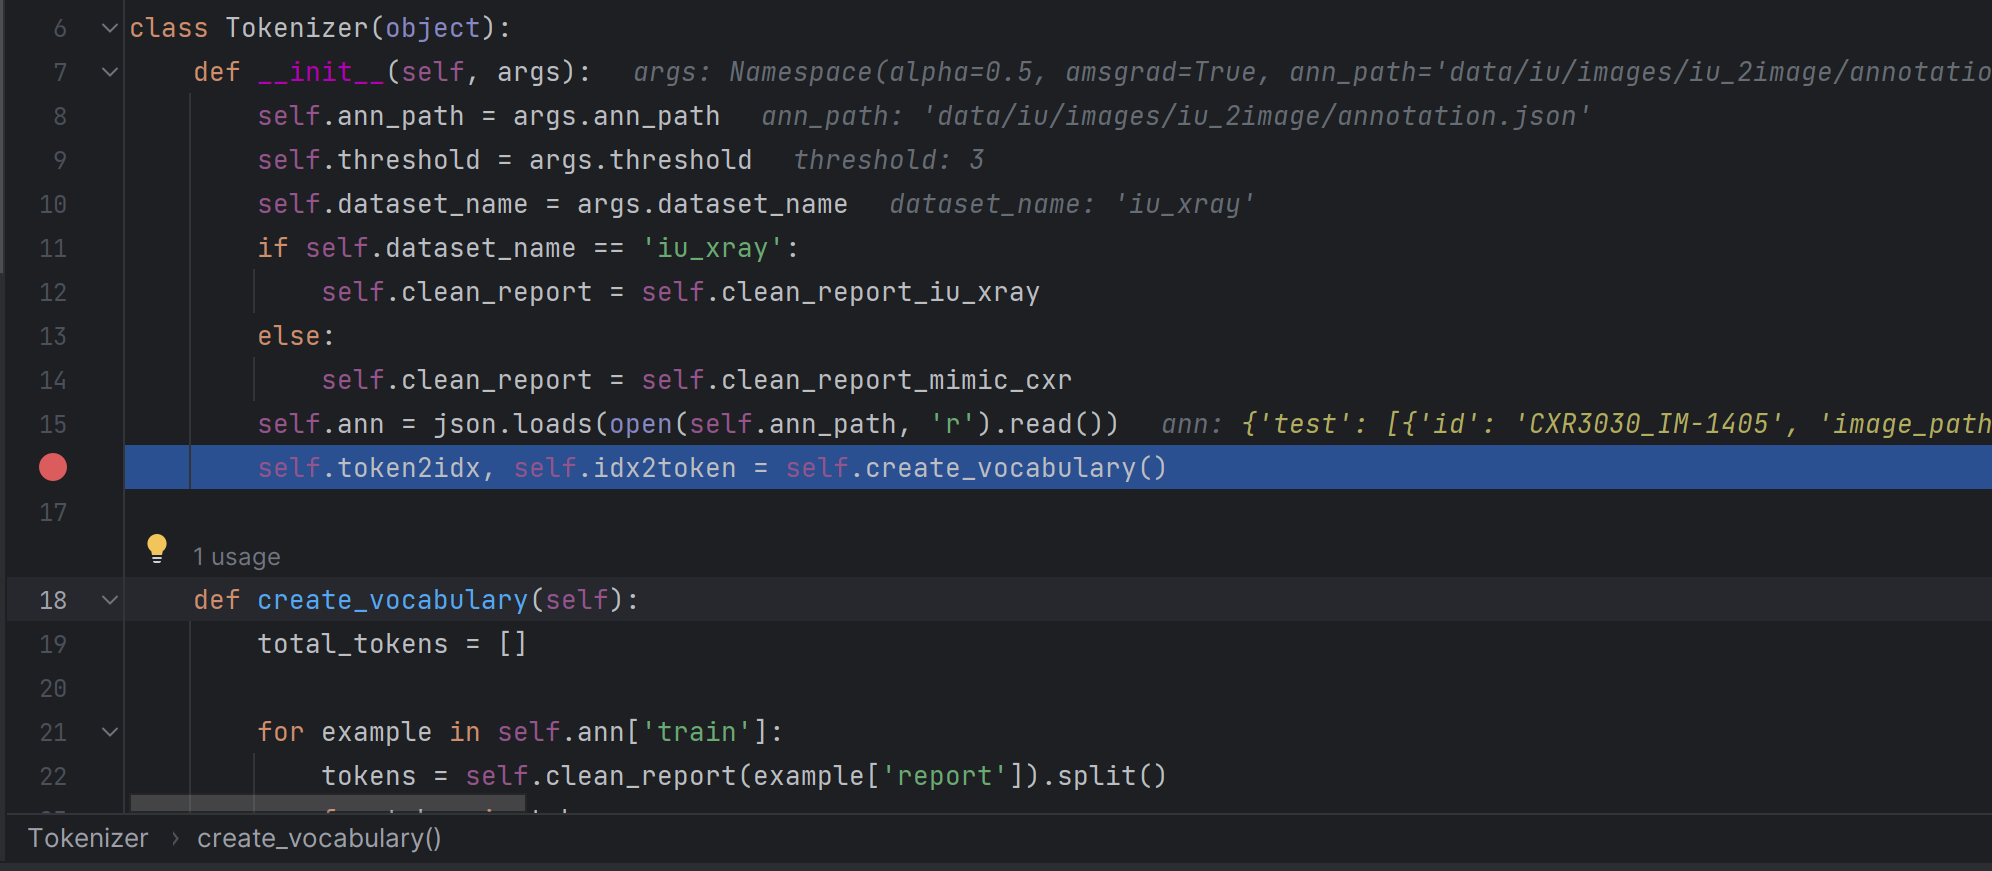 6 class Tokenizer(object):
7 def __init__(self, args): args: Namespace(alpha=0.5, amsgrad=True, ann_path='data/iu/images/iu_2image/annotatio
8 self.ann_path = args.ann_path ann_path: 'data/iu/images/iu_2image/annotation.json'
9 self.threshold = args.threshold threshold: 3
10 self.dataset_name = args.dataset_name dataset_name: 'iu_xray'
11 if self.dataset_name == 'iu_xray':
12 self.clean_report = self.clean_report_iu_xray
13 else:
14 self.clean_report = self.clean_report_mimic_cxr
15 self.ann = json.loads(open(self.ann_path, 'r').read()) ann: {'test': [{'id': 'CXR3030_IM-1405', 'image_path
self.token2idx, self.idx2token = self.create_vocabulary()
17
1 usage
18 def create_vocabulary(self):
19 total_tokens = []
20
21 for example in self.ann['train']:
22 tokens = self.clean_report(example['report']).split()
Tokenizer › create_vocabulary()